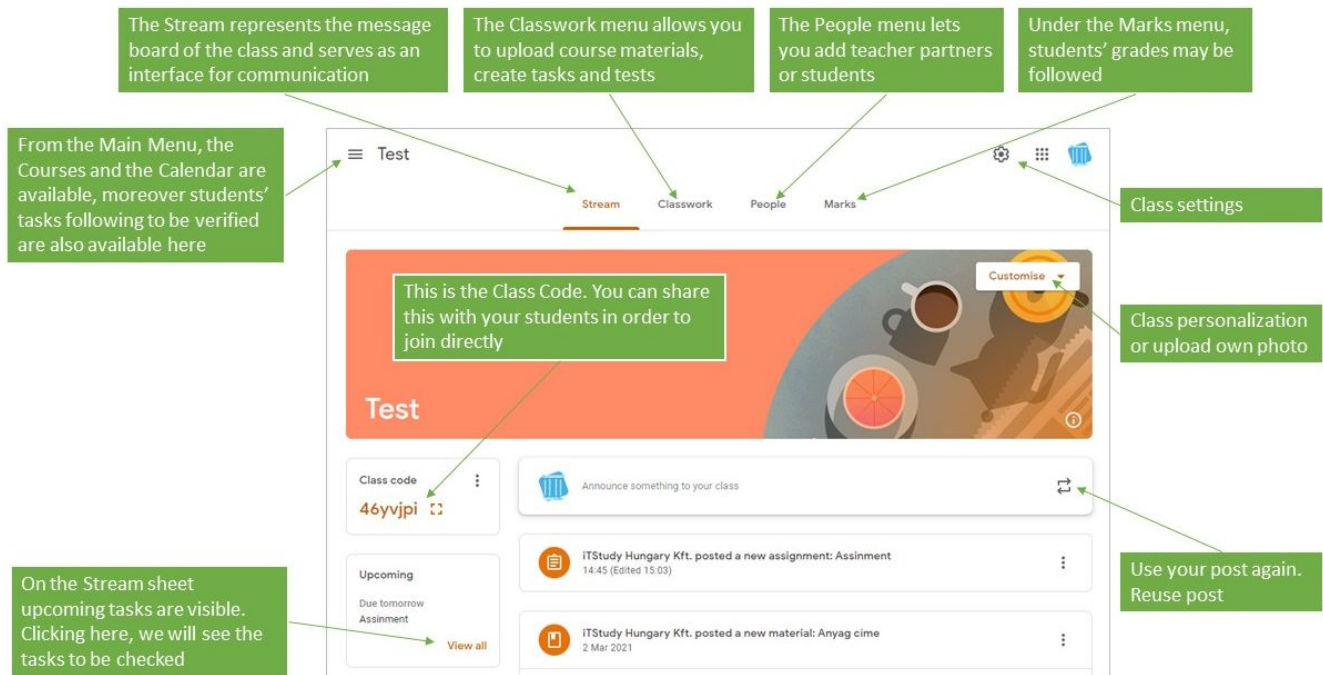 The Stream represents the message
board of the class and serves as an
interface for communication
The Classwork menu allows you
to upload course materials,
create tasks and tests
The People menu lets
you add teacher partners
or students
Under the Marks menu,
students' grades may be
followed
From the Main Menu, the
Courses and the Calendar are
available, moreover students'
tasks following to be verified
are also available here
Test
Stream
Classwork
People
Marks
Class settings
This is the Class Code. You can share
this with your students in order to
join directly
Customise
Class personalization
or upload own photo
Test
Class code
46yvjpi
Announce something to your class
iTStudy Hungary Kft. posted a new assignment: Assinment
14:45 (Edited 15:03)
Use your post again.
Reuse post
Upcoming
Due tomorrow
Assinment
View all
On the Stream sheet
upcoming tasks are visible.
Clicking here, we will see the
tasks to be checked
iTStudy Hungary Kft. posted a new material: Anyag címe
2 Mar 2021